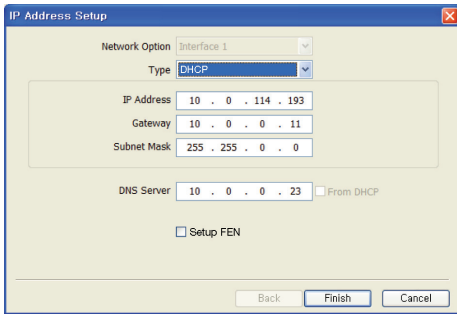 IP Address Setup
Network Option Interface 1
Type DHCP
IP Address 10 . 0 . 114 . 193
Gateway 10 . 0 . 0 . 11
Subnet Mask 255 . 255 . 0 . 0
DNS Server 10 . 0 . 0 . 23 From DHCP
Setup FEN
Back Finish Cancel